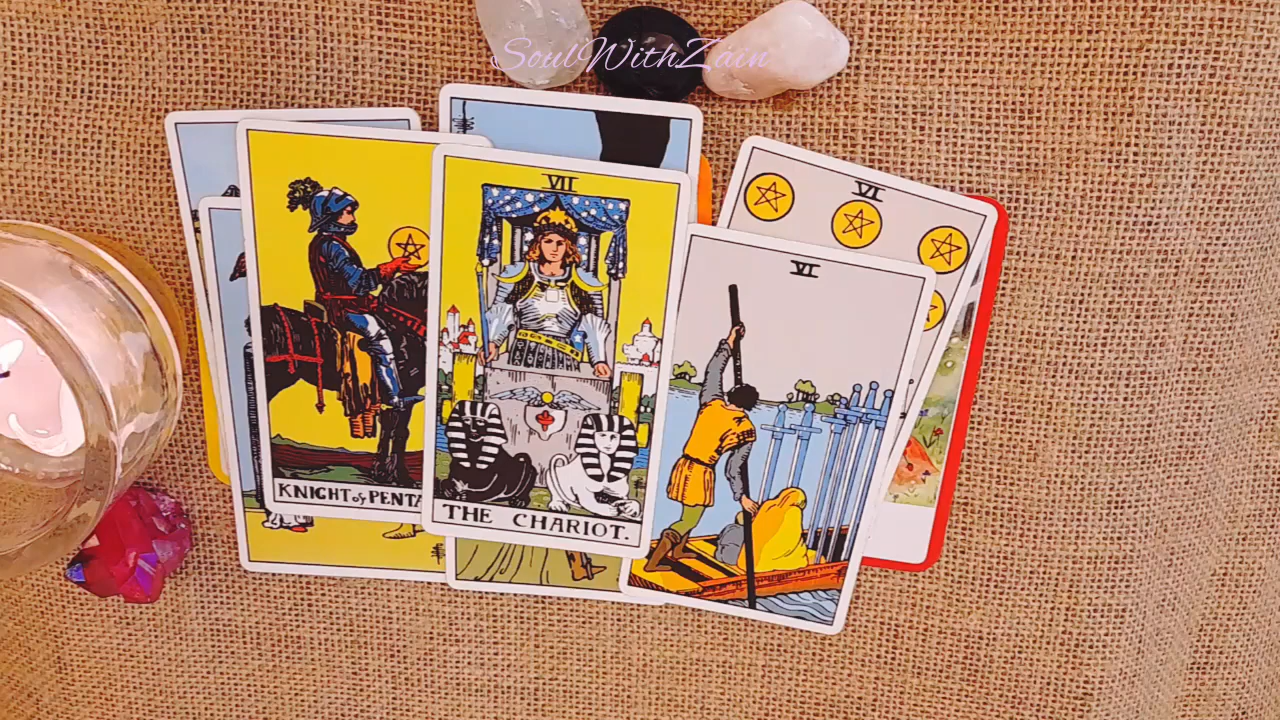 SoulWithZain
VI
VII
VI
KNIGHT of PENTA
THE CHARIOT.